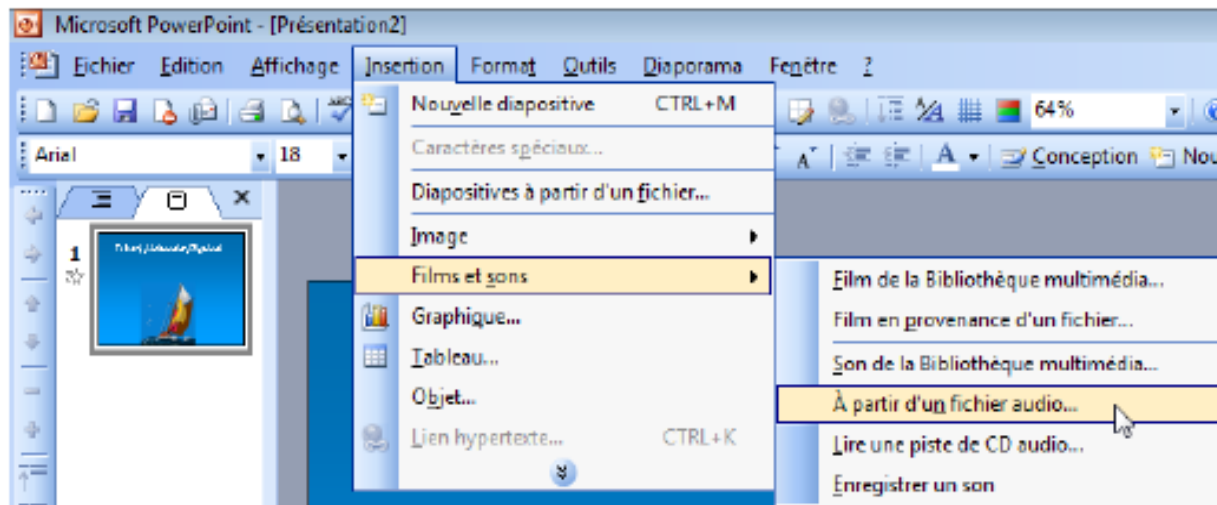 Microsoft PowerPoint - [Présentation2]
Fichier Edition Affichage Insertion Format Outils Diaporama Fenêtre ?
64%
Arial 18 Conception Nou
Nouvelle diapositive CTRL+M
Caractères spéciaux...
Diapositives à partir d'un fichier...
Image
Films et sons
Graphique...
Tableau...
Objet...
Lien hypertexte... CTRL+K
Film de la Bibliothèque multimédia...
Film en provenance d'un fichier...
Son de la Bibliothèque multimédia...
À partir d'un fichier audio...
Lire une piste de CD audio...
Enregistrer un son
1